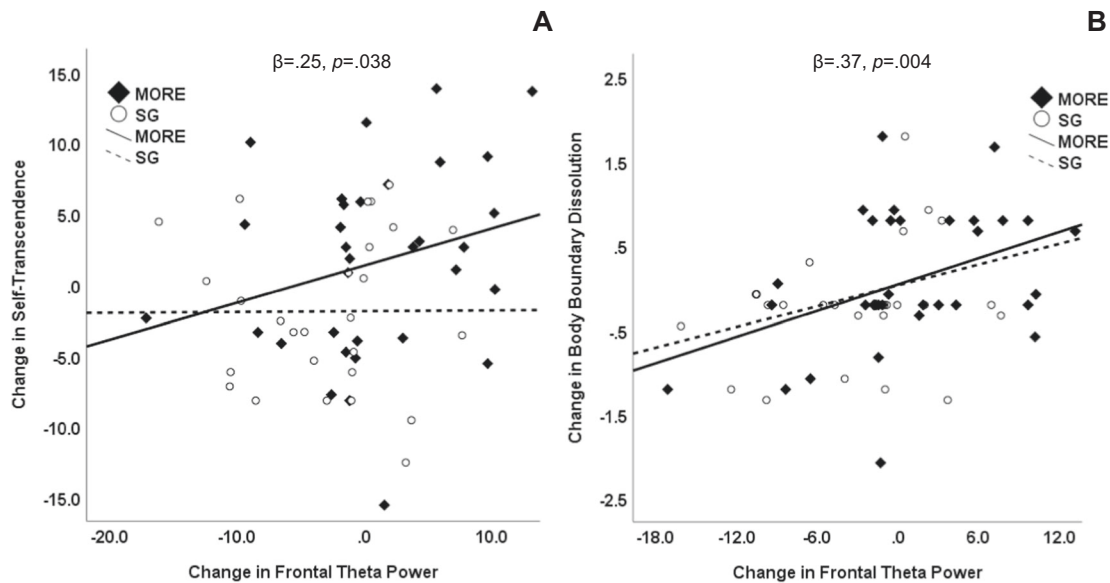 A
β=.25, p=.038
15.0
10.0
5.0
.0
-5.0
-10.0
-15.0
Change in Self-Transcendence
MORE
SG
MORE
SG
-20.0 -10.0 .0 10.0
Change in Frontal Theta Power
B
β=.37, p=.004
2.5
1.5
.5
-.5
-1.5
-2.5
Change in Body Boundary Dissolution
MORE
SG
MORE
SG
-18.0 -12.0 -6.0 .0 6.0 12.0
Change in Frontal Theta Power